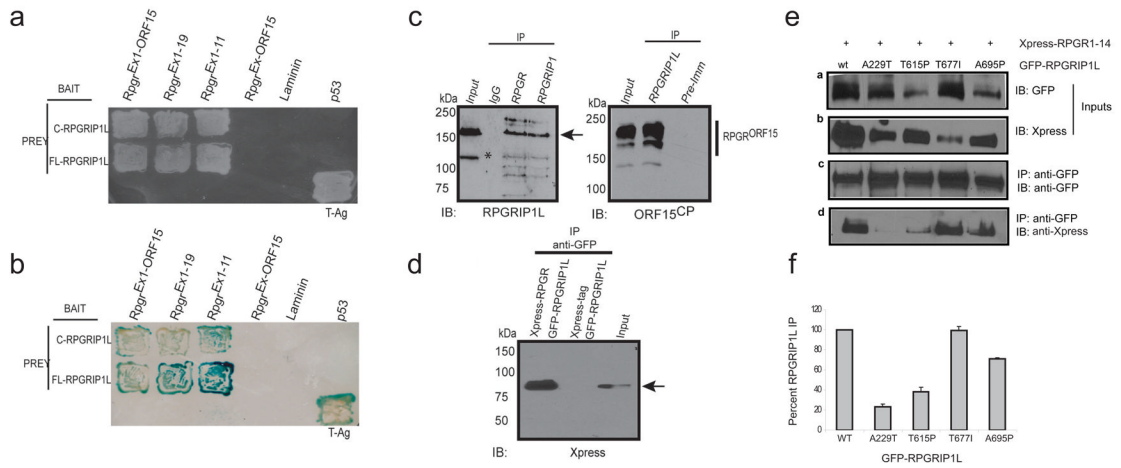 a
BAIT
RpgrEx1-ORF15
RpgrEx1-19
RpgrEx1-11
RpgrEx-ORF15
Laminin
p53
PREY
C-RPGRIP1L
FL-RPGRIP1L
T-Ag
b
BAIT
RpgrEx1-ORF15
RpgrEx1-19
RpgrEx1-11
RpgrEx-ORF15
Laminin
p53
PREY
C-RPGRIP1L
FL-RPGRIP1L
T-Ag
c
IP
kDa
Input
IgG
RPGR
RPGRIP1
250
150
100
75
*
IB: RPGRIP1L
IP
kDa
Input
RPGRIP1L
Pre-Imm
250
150
100
RPGRORF15
IB: ORF15CP
d
IP
anti-GFP
kDa
Xpress-RPGR
GFP-RPGRIP1L
Xpress-tag
GFP-RPGRIP1L
Input
150
100
75
50
IB: Xpress
e
+ + + + + Xpress-RPGR1-14
wt A229T T615P T677I A695P GFP-RPGRIP1L
a
IB: GFP
Inputs
b
IB: Xpress
c
IP: anti-GFP
IB: anti-GFP
d
IP: anti-GFP
IB: anti-Xpress
f
Percent RPGRIP1L IP
120
100
80
60
40
20
0
WT A229T T615P T677I A695P
GFP-RPGRIP1L